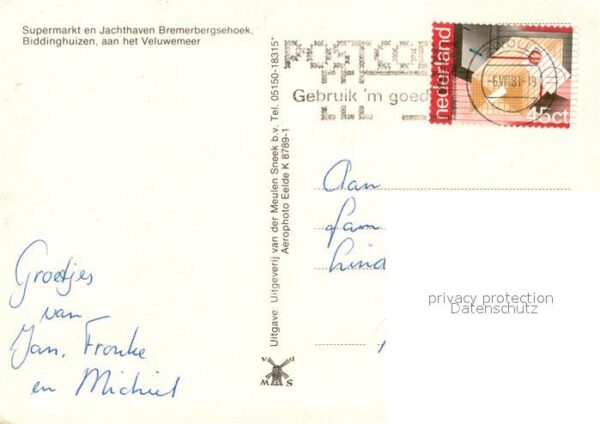 Supermarkt en Jachthaven Bremerbergsehoek,
Biddinghuizen, aan het Veluwemeer
POSTCO
Gebruik 'm goed
nederland
45ct
Uitgave: Uitgeverij van der Meulen Sneek b.v. Tel. 05150-18315*
Aerophoto Eelde K 8789-1
v d
M S
Aan
fam
Groetjes
van
Jan, Fronke
en Michiel
privacy protection
Datenschutz